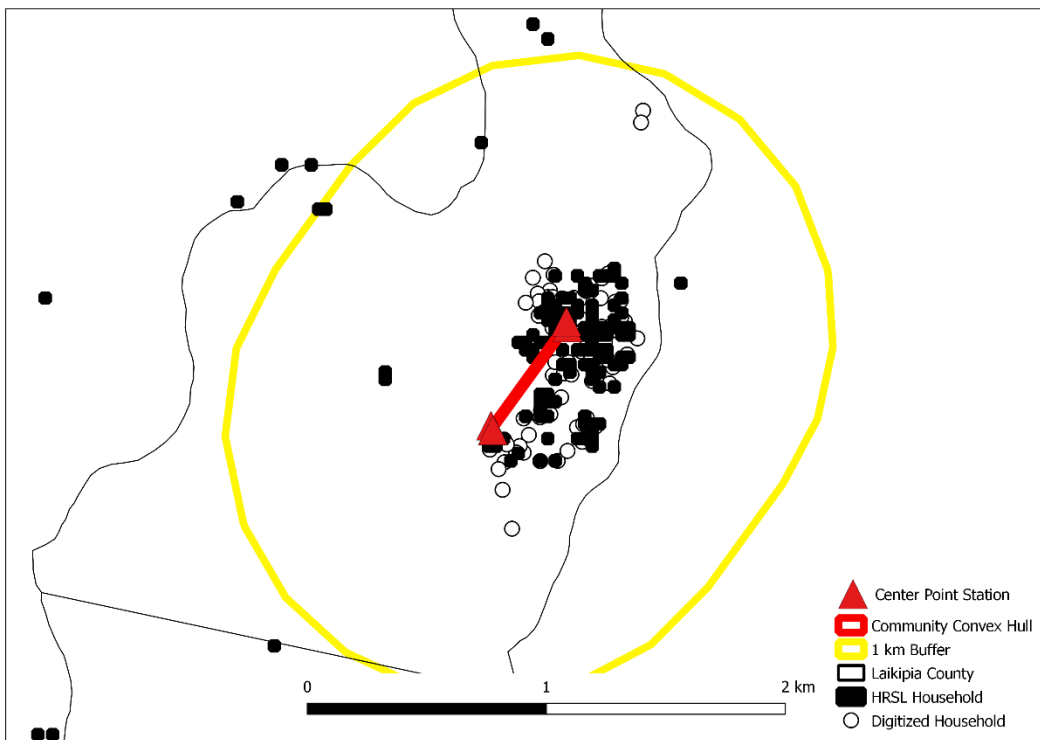 Center Point Station
Community Convex Hull
1 km Buffer
Laikipia County
HRSL Household
Digitized Household
0 1 2 km